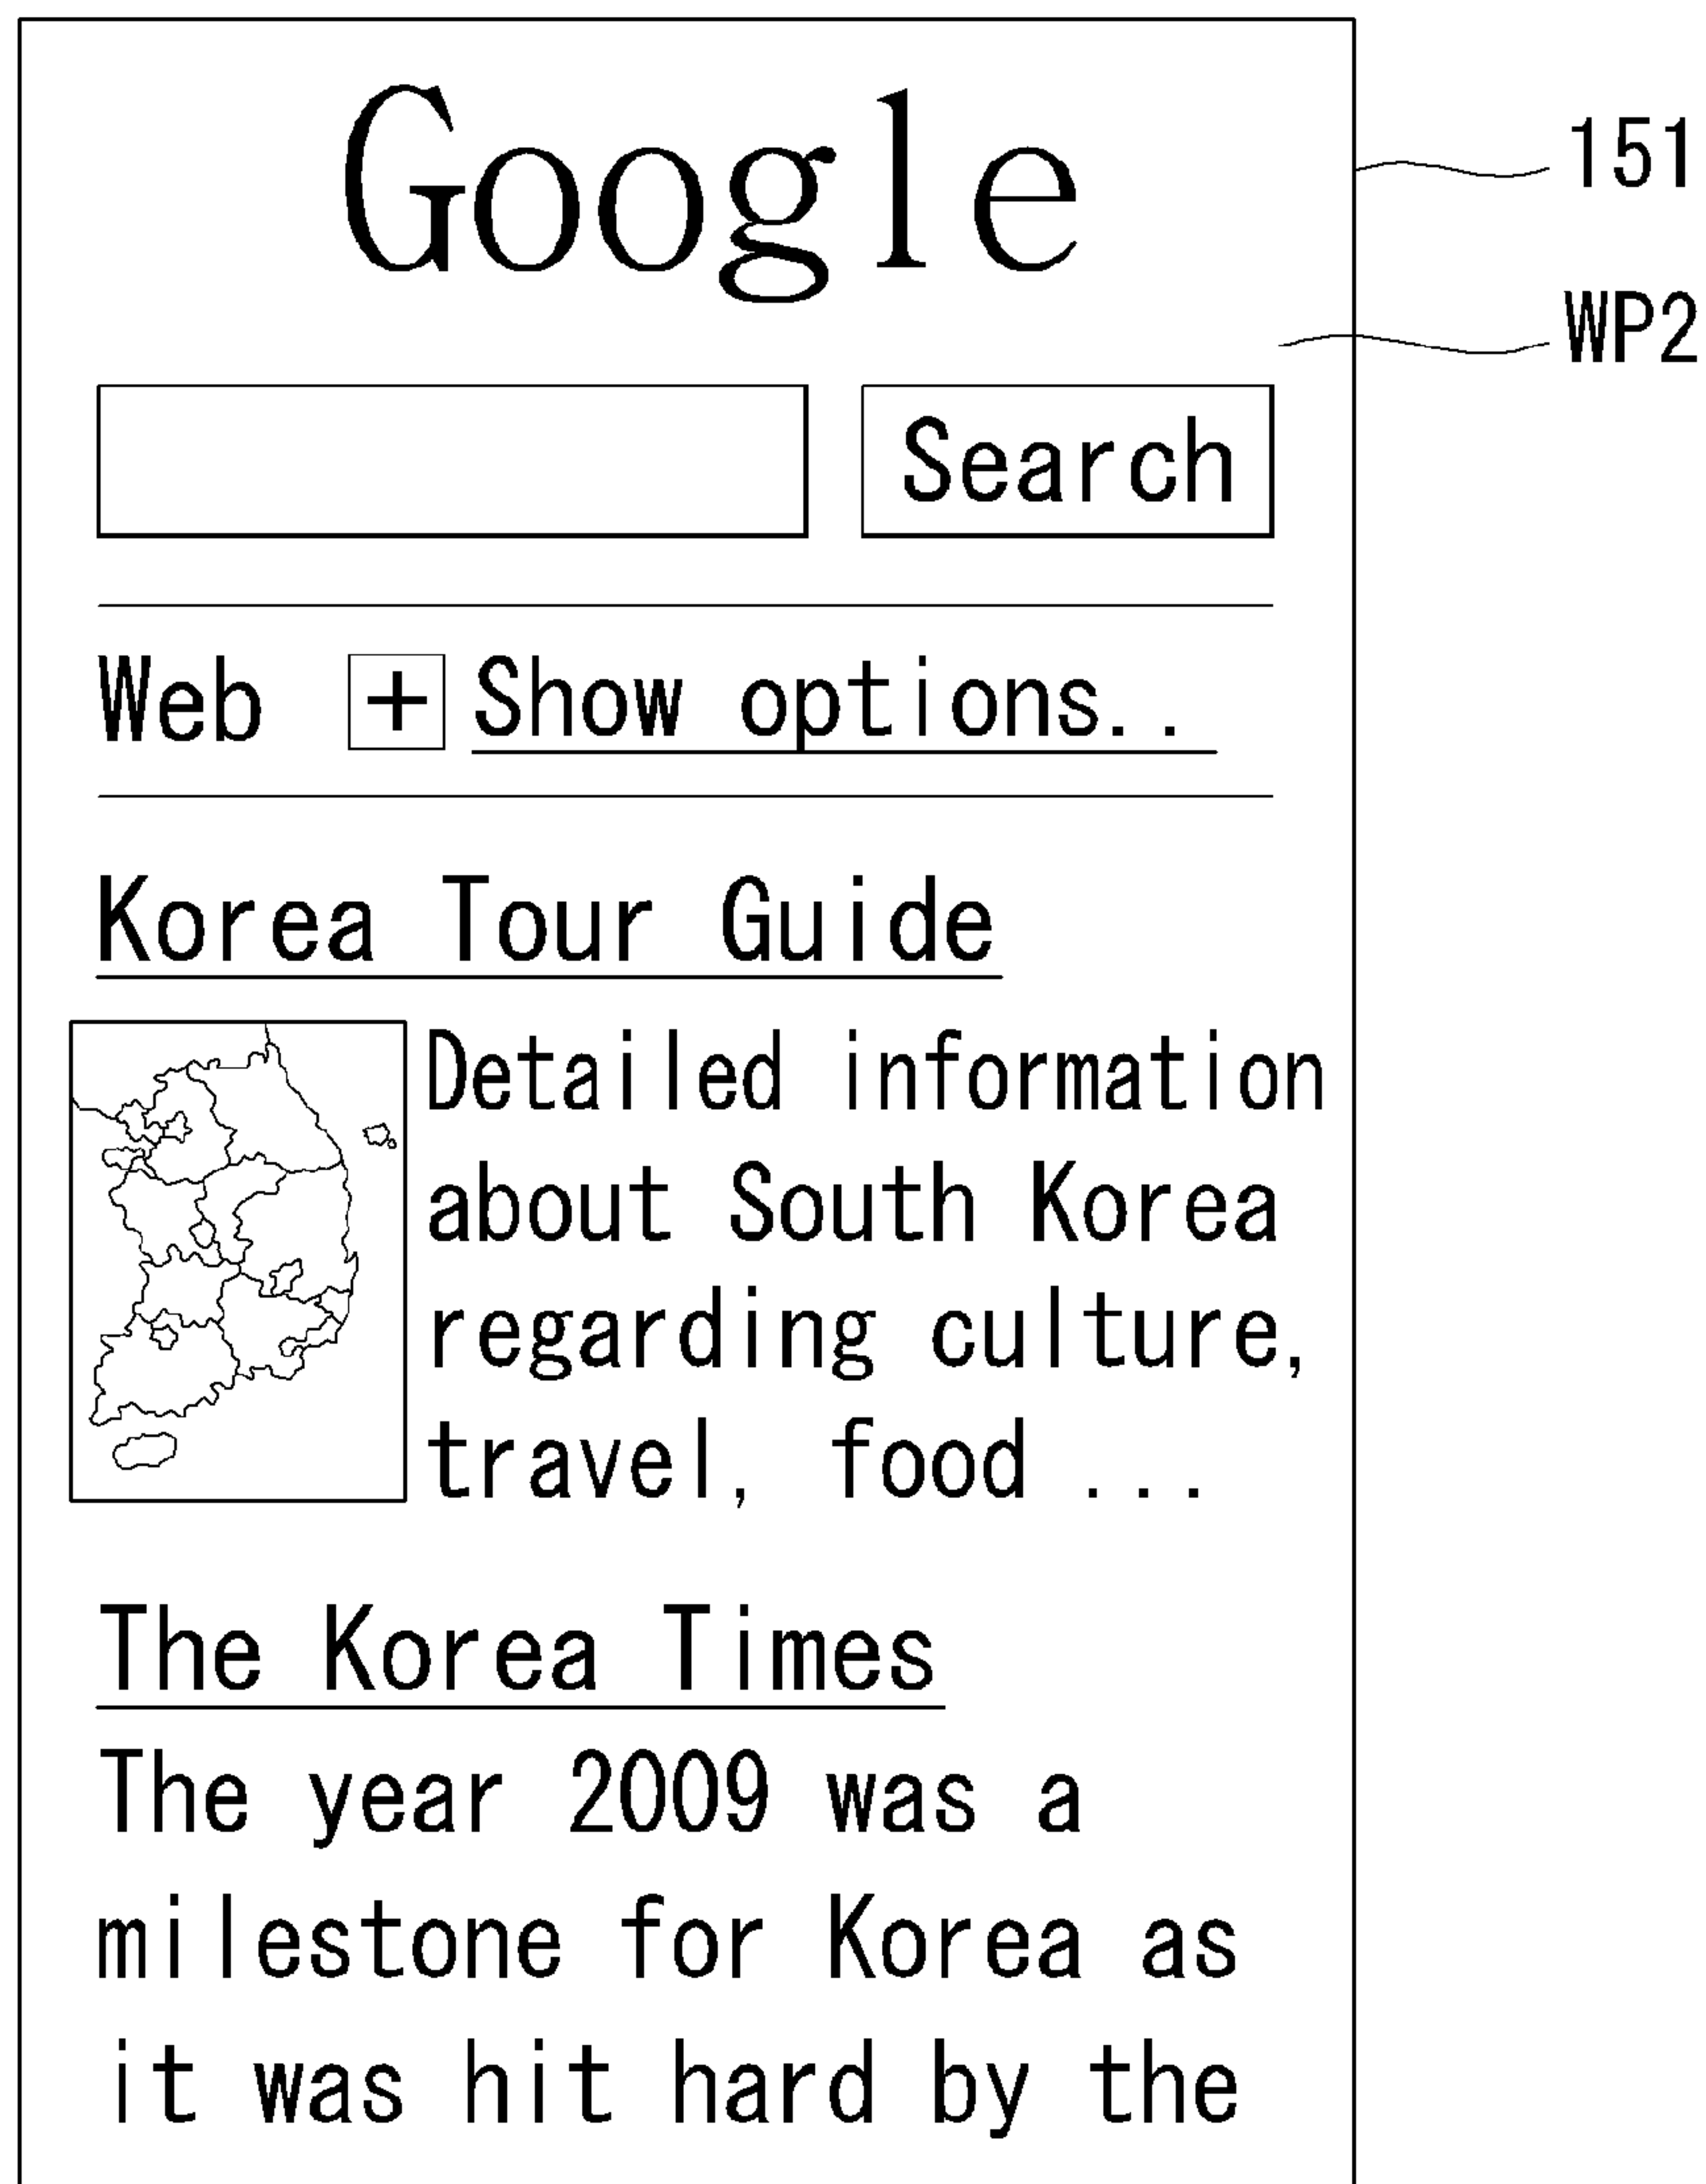 Google
151
WP2
Search
Web + Show options..
Korea Tour Guide
Detailed information
about South Korea
regarding culture,
travel, food ...
The Korea Times
The year 2009 was a
milestone for Korea as
it was hit hard by the